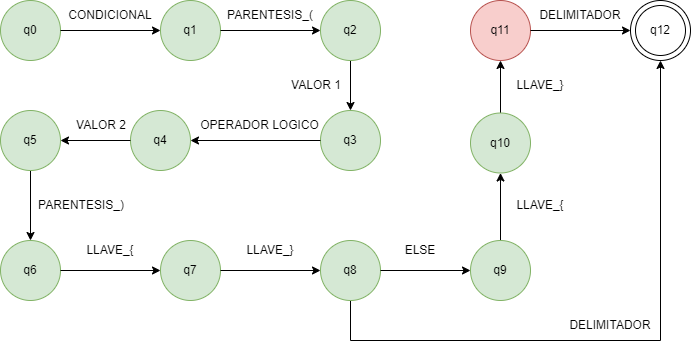 q0
CONDICIONAL
q1
PARENTESIS_(
q2
q11
DELIMITADOR
q12
VALOR 1
LLAVE_}
q5
VALOR 2
q4
OPERADOR LOGICO
q3
q10
PARENTESIS_)
LLAVE_{
q6
LLAVE_{
q7
LLAVE_}
q8
ELSE
q9
DELIMITADOR